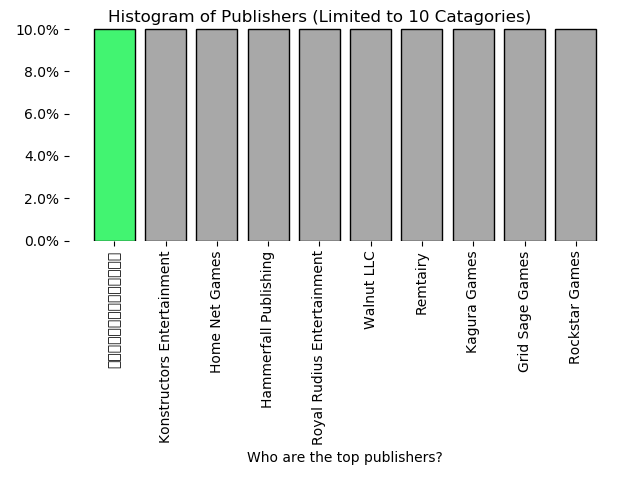 Histogram of Publishers (Limited to 10 Catagories)
10.0%
8.0%
6.0%
4.0%
2.0%
0.0%
Konstructors Entertainment
Home Net Games
Hammerfall Publishing
Royal Rudius Entertainment
Walnut LLC
Remtairy
Kagura Games
Grid Sage Games
Rockstar Games
Who are the top publishers?